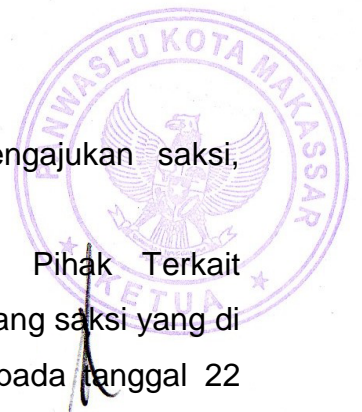 PANWASLU KOTA MAKASSAR
engajukan saksi,
Pihak Terkait
ang saksi yang di
pada tanggal 22
★ KETUA ★